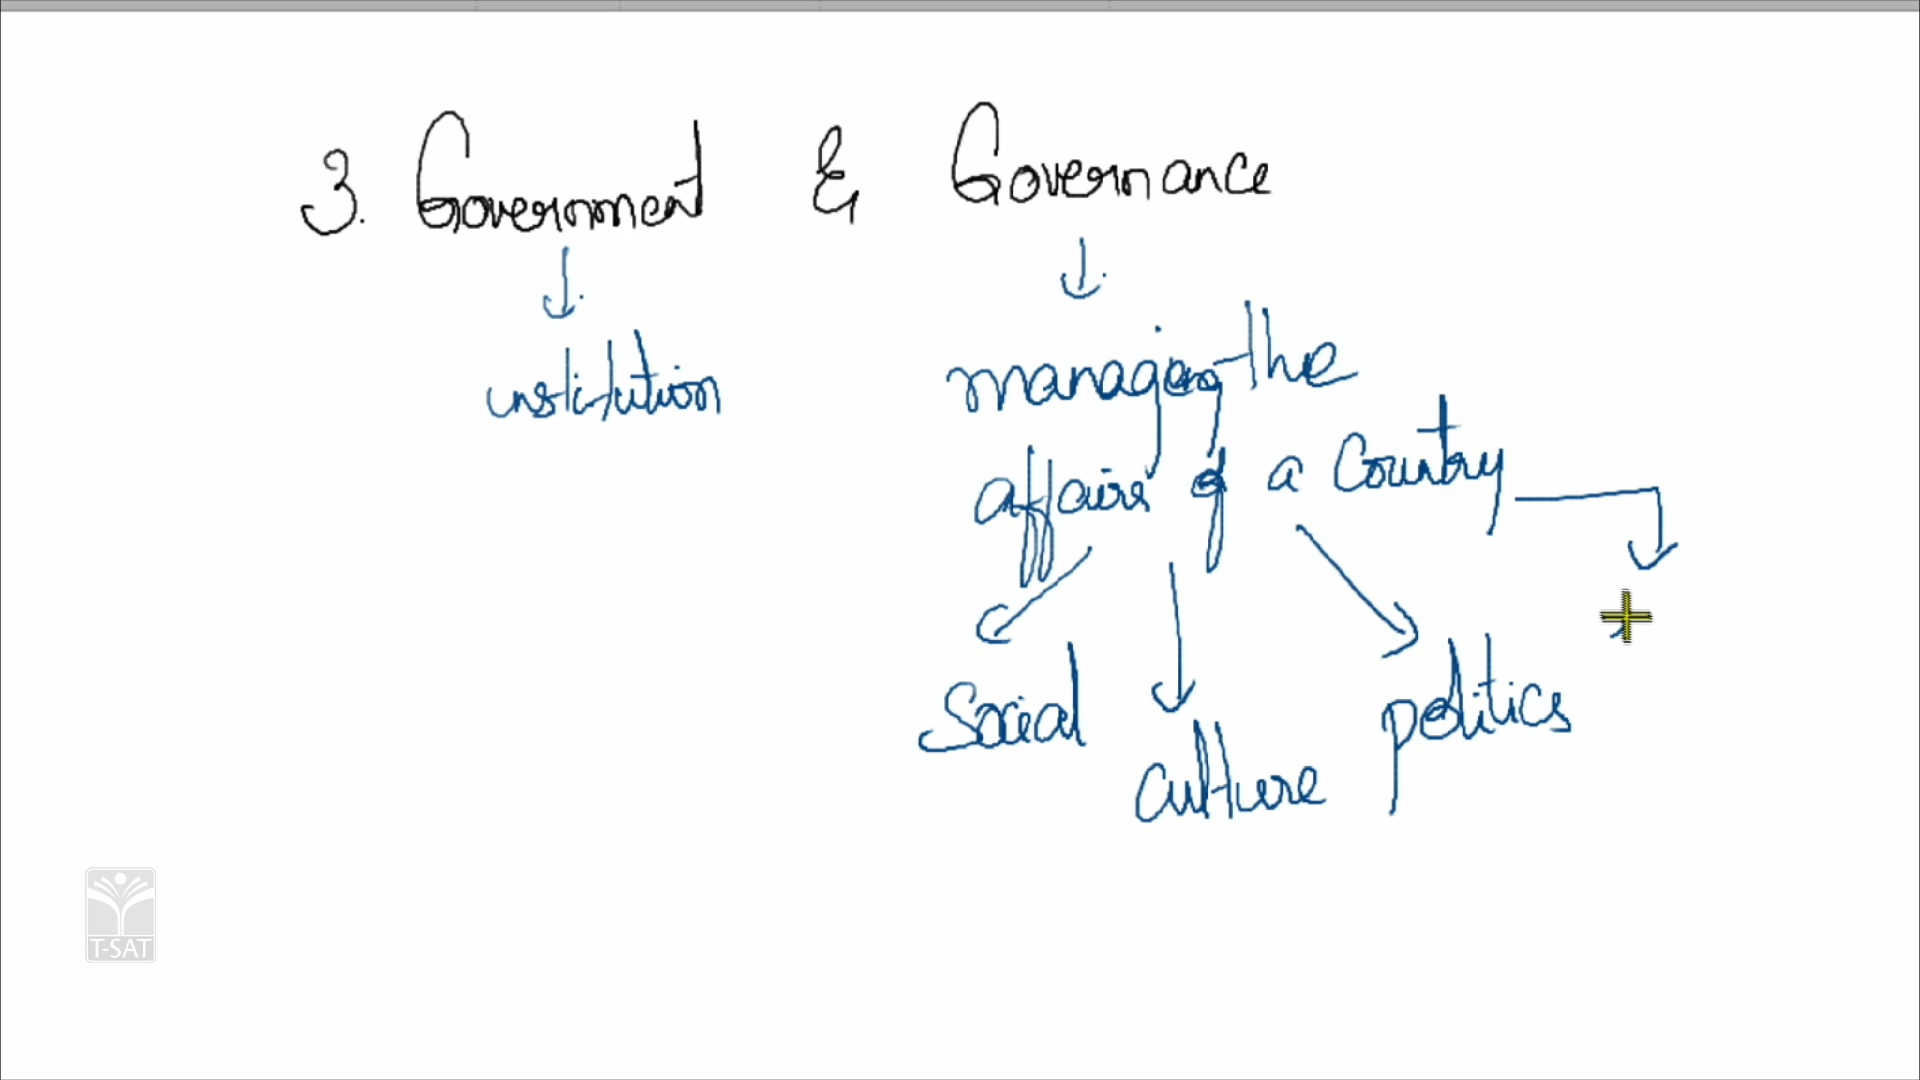 3. Government & Governance
institution
managing the
affairs of a Country
Social
culture
politics
T-SAT